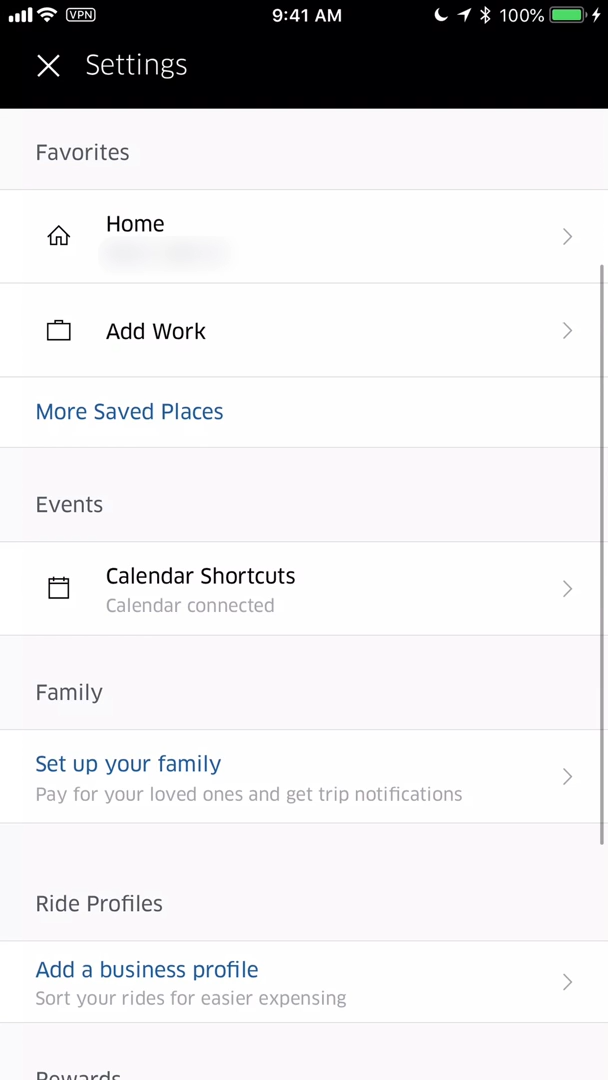 VPN 9:41 AM 100%
Settings
Favorites
Home
Add Work
More Saved Places
Events
Calendar Shortcuts
Calendar connected
Family
Set up your family
Pay for your loved ones and get trip notifications
Ride Profiles
Add a business profile
Sort your rides for easier expensing
Rewards